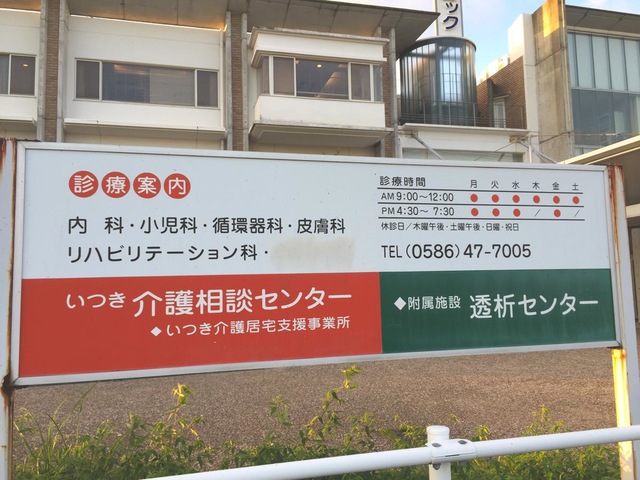 ック
診療案内
内 科・小児科・循環器科・皮膚科
リハビリテーション科・
診療時間 月 火 水 木 金 土
AM 9:00～12:00 ● ● ● ● ● ●
PM 4:30～ 7:30 ● ● ● / ● /
休診日／木曜午後・土曜午後・日曜・祝日
TEL (0586) 47-7005
いつき 介護相談センター
◆いつき介護居宅支援事業所
◆附属施設 透析センター